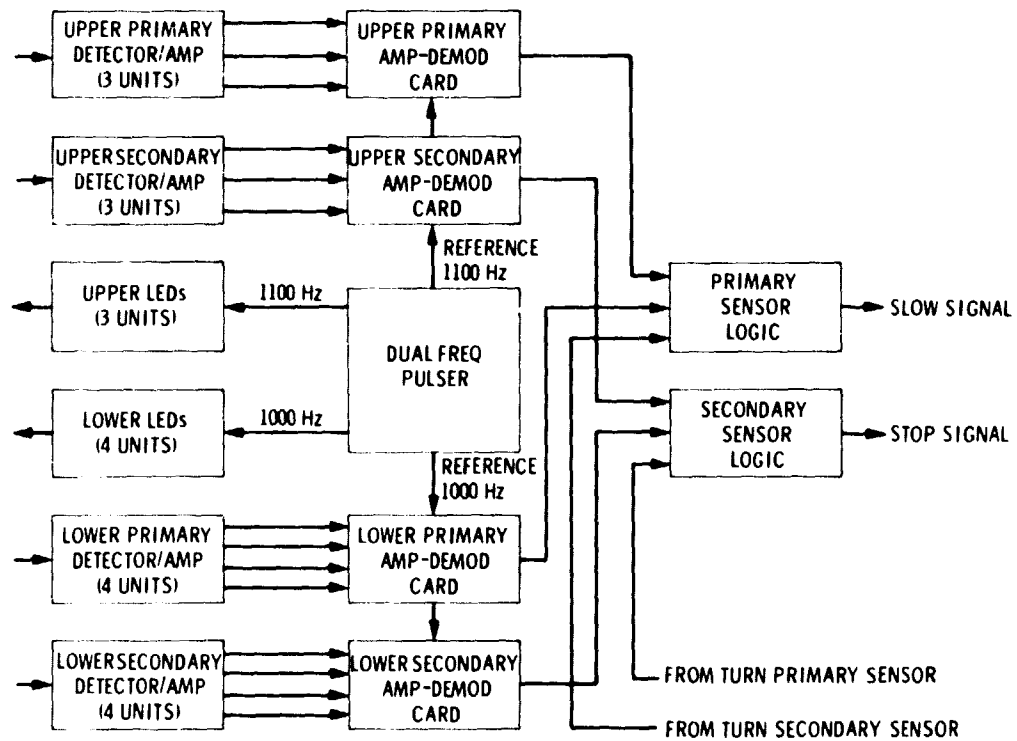 UPPER PRIMARY
DETECTOR/AMP
(3 UNITS)
UPPER PRIMARY
AMP-DEMOD
CARD
UPPER SECONDARY
DETECTOR/AMP
(3 UNITS)
UPPER SECONDARY
AMP-DEMOD
CARD
REFERENCE
1100 Hz
UPPER LEDs
(3 UNITS)
1100 Hz
DUAL FREQ
PULSER
PRIMARY
SENSOR
LOGIC
SLOW SIGNAL
LOWER LEDs
(4 UNITS)
1000 Hz
SECONDARY
SENSOR
LOGIC
STOP SIGNAL
REFERENCE
1000 Hz
LOWER PRIMARY
DETECTOR/AMP
(4 UNITS)
LOWER PRIMARY
AMP-DEMOD
CARD
LOWER SECONDARY
DETECTOR/AMP
(4 UNITS)
LOWER SECONDARY
AMP-DEMOD
CARD
FROM TURN PRIMARY SENSOR
FROM TURN SECONDARY SENSOR